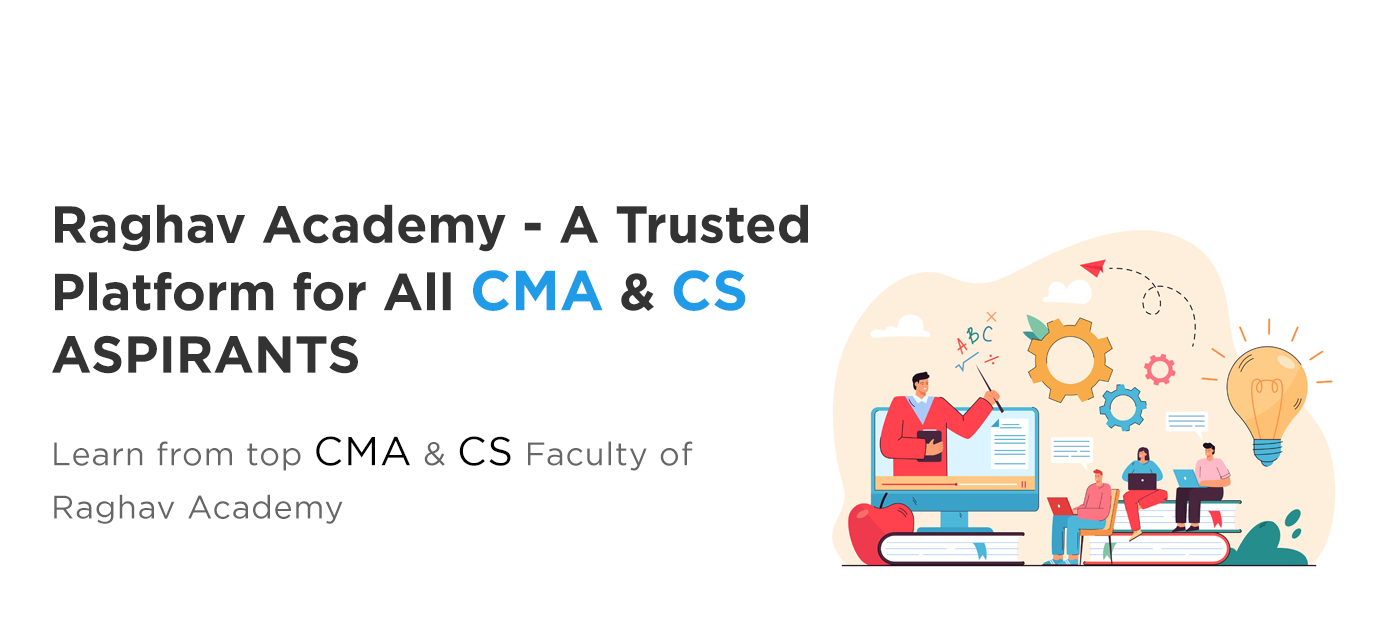 Raghav Academy - A Trusted
Platform for All CMA & CS
ASPIRANTS
Learn from top CMA & CS Faculty of
Raghav Academy
ABC